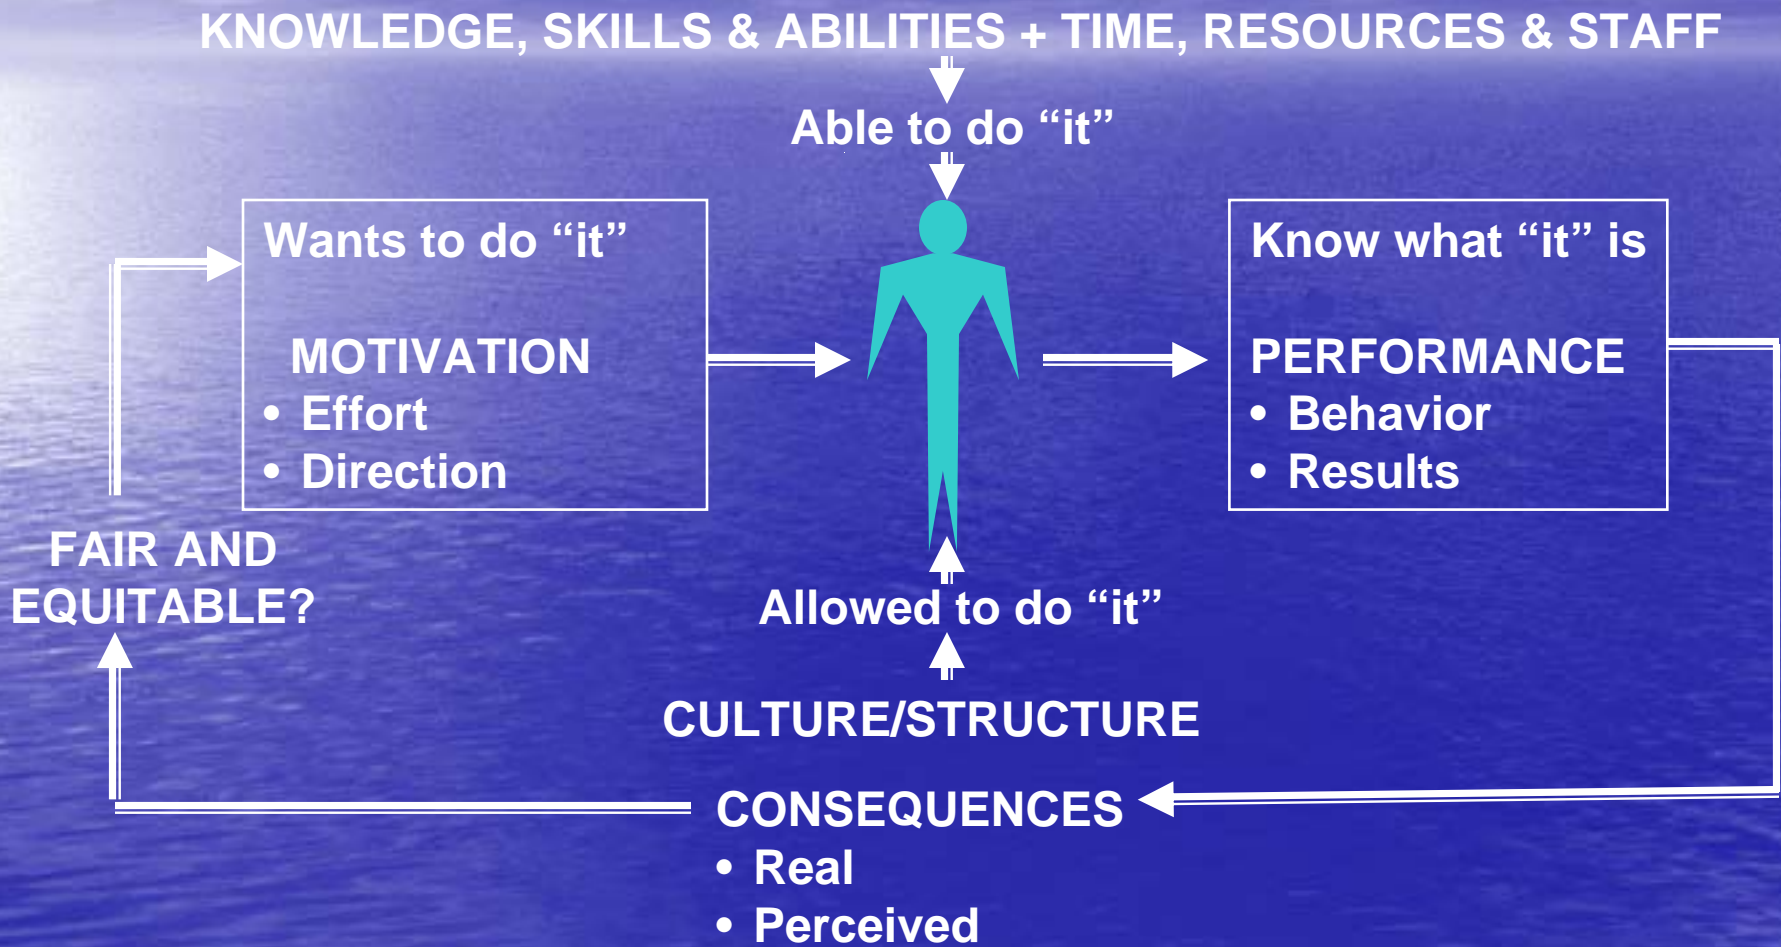 KNOWLEDGE, SKILLS & ABILITIES + TIME, RESOURCES & STAFF
Able to do “it”
Wants to do “it”
MOTIVATION
• Effort
• Direction
Know what “it” is
PERFORMANCE
• Behavior
• Results
FAIR AND
EQUITABLE?
Allowed to do “it”
CULTURE/STRUCTURE
CONSEQUENCES
• Real
• Perceived